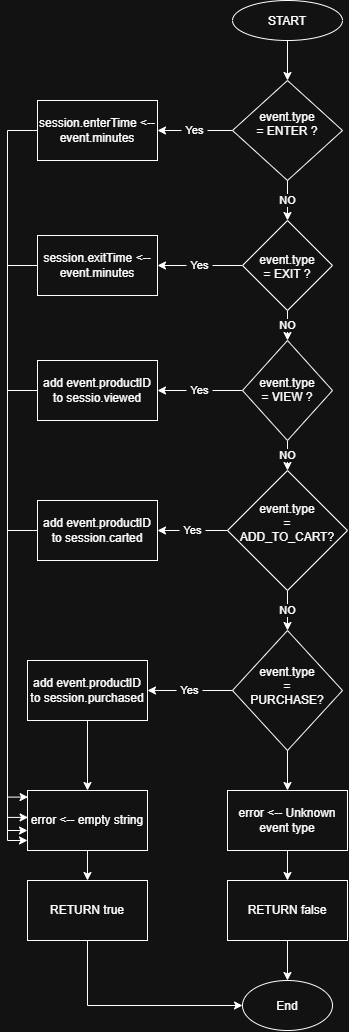 START
event.type
= ENTER ?
Yes
session.enterTime <--
event.minutes
NO
event.type
= EXIT ?
Yes
session.exitTime <--
event.minutes
NO
event.type
= VIEW ?
Yes
add event.productID
to sessio.viewed
NO
event.type
=
ADD_TO_CART?
Yes
add event.productID
to session.carted
NO
event.type
=
PURCHASE?
Yes
add event.productID
to session.purchased
error <-- empty string
error <-- Unknown
event type
RETURN true
RETURN false
End